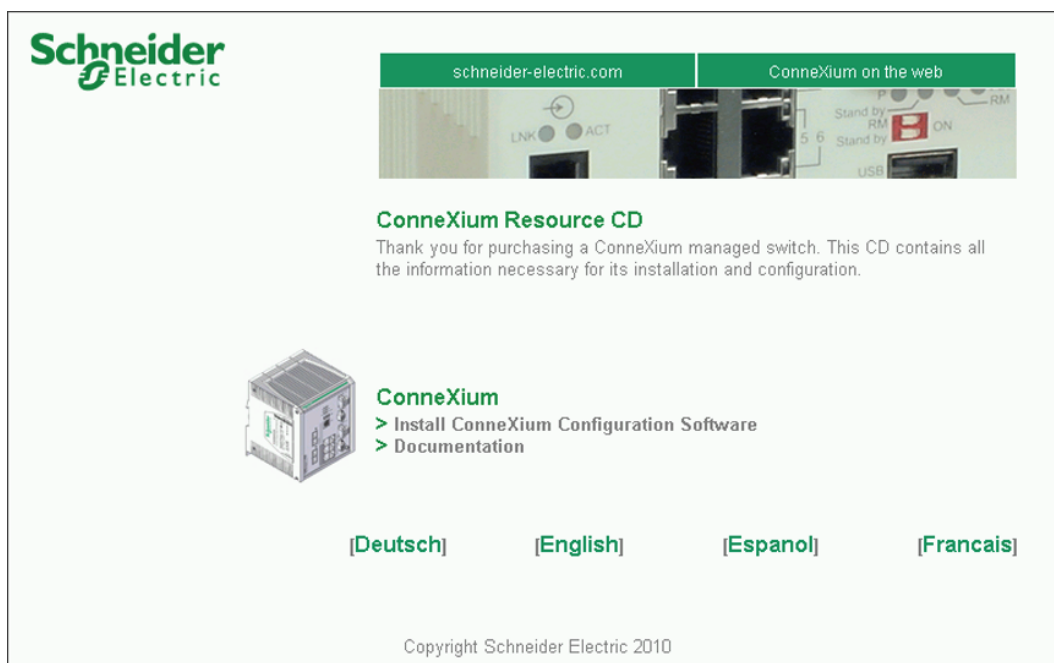 Schneider
Electric
schneider-electric.com
ConneXium on the web
LNK ACT
5 6
P
Stand by
RM
RM
ON
Stand by
USB
ConneXium Resource CD
Thank you for purchasing a ConneXium managed switch. This CD contains all
the information necessary for its installation and configuration.
ConneXium
> Install ConneXium Configuration Software
> Documentation
[Deutsch] [English] [Espanol] [Francais]
Copyright Schneider Electric 2010